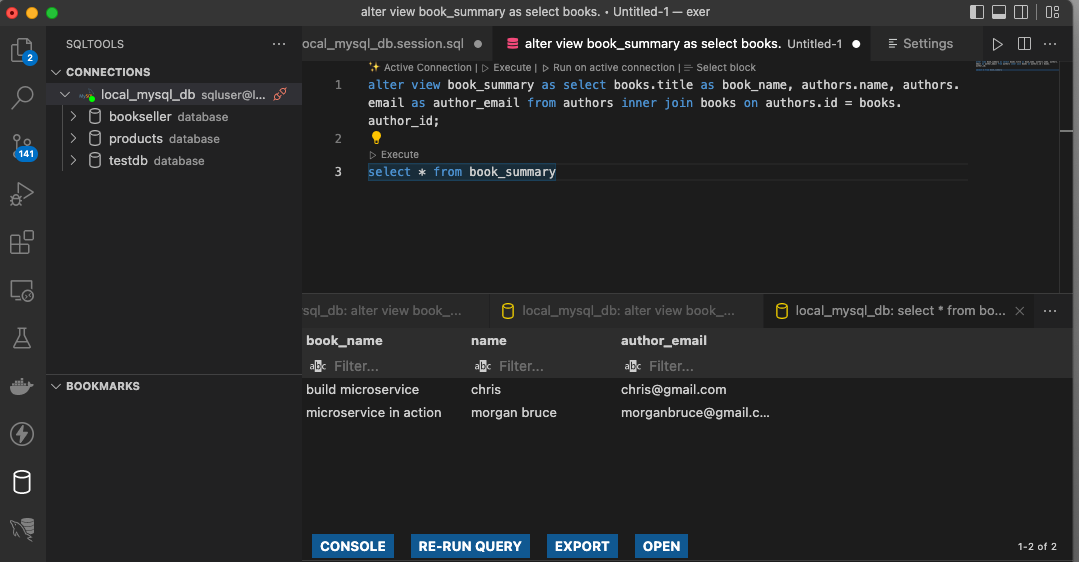 alter view book_summary as select books. • Untitled-1 — exer
SQLTOOLS
ocal_mysql_db.session.sql
alter view book_summary as select books. Untitled-1
Settings
2
141
CONNECTIONS
local_mysql_db sqluser@l...
bookseller database
products database
testdb database
BOOKMARKS
Active Connection | Execute | Run on active connection | Select block
1 alter view book_summary as select books.title as book_name, authors.name, authors.
email as author_email from authors inner join books on authors.id = books.
author_id;
2
Execute
3 select * from book_summary
sql_db: alter view book_...
local_mysql_db: alter view book_...
local_mysql_db: select * from bo...
book_name name author_email
abc Filter... abc Filter... abc Filter...
build microservice chris chris@gmail.com
microservice in action morgan bruce morganbruce@gmail.c...
CONSOLE RE-RUN QUERY EXPORT OPEN 1-2 of 2